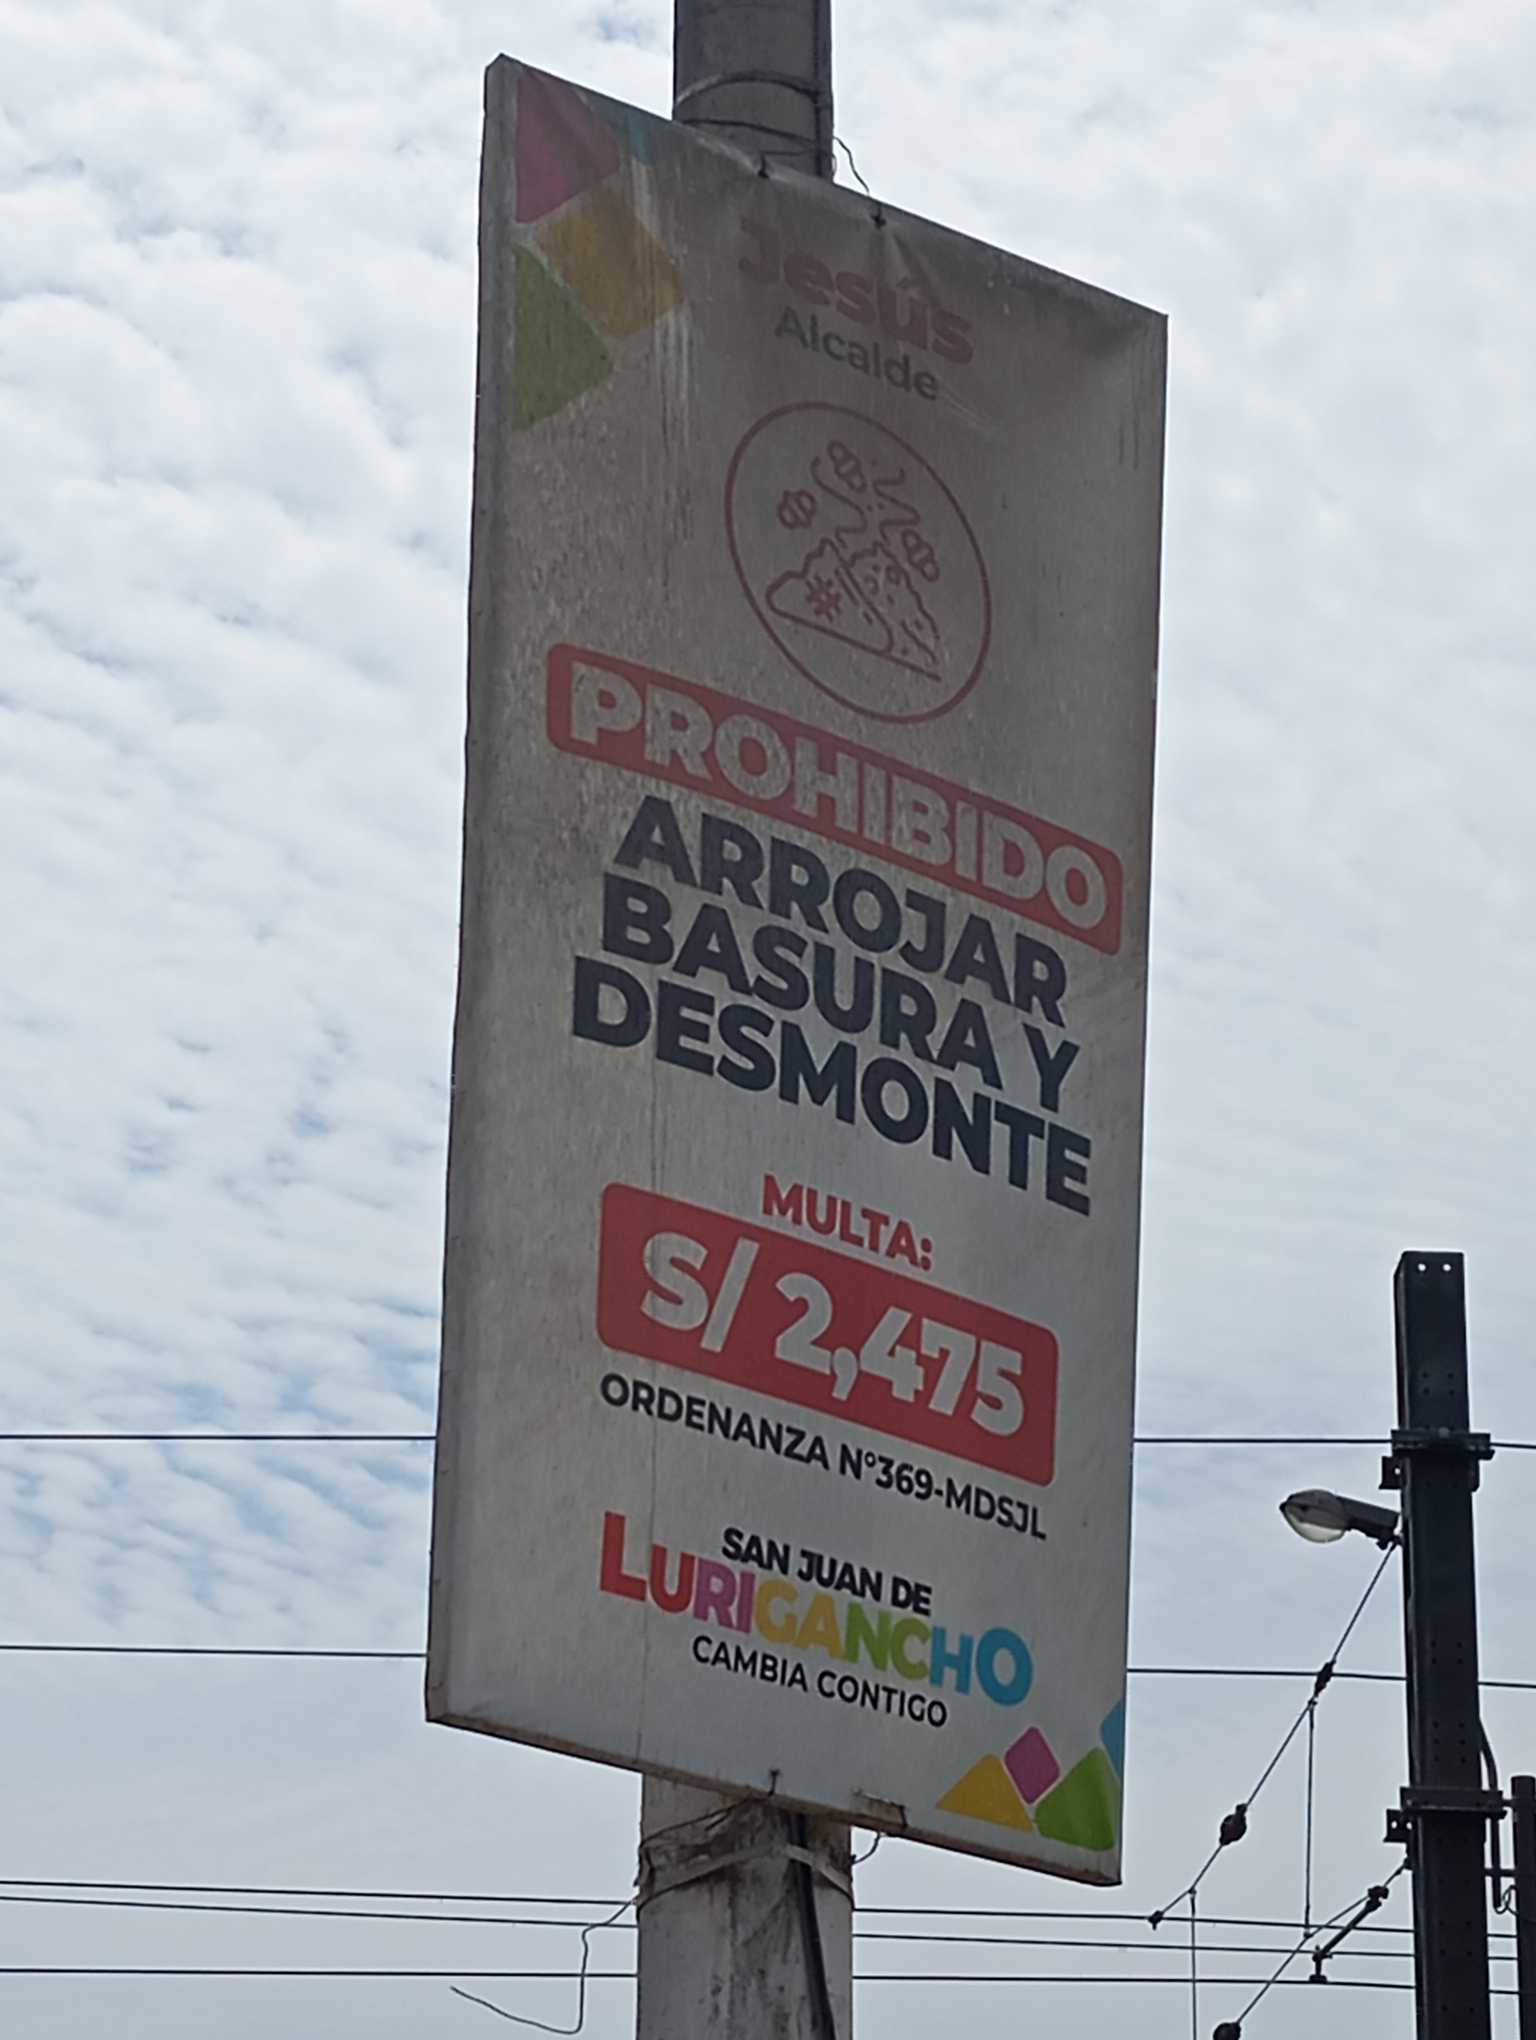 Jesús
Alcalde
PROHIBIDO
ARROJAR
BASURA Y
DESMONTE
MULTA:
S/ 2,475
ORDENANZA N°369-MDSJL
SAN JUAN DE
LURIGANCHO
CAMBIA CONTIGO